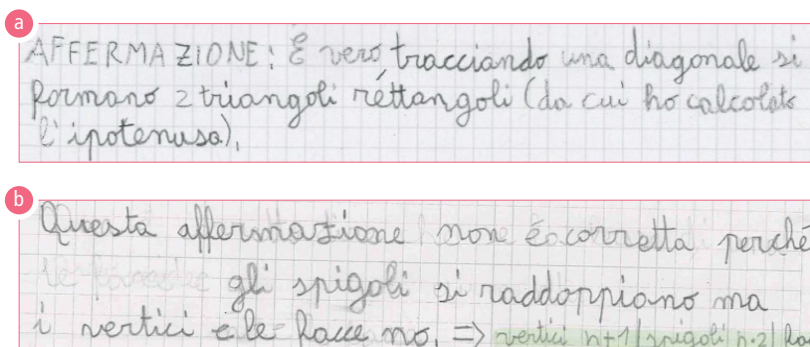 a
AFFERMAZIONE: È vero, tracciando una diagonale si
formano 2 triangoli rettangoli (da cui ho calcolato
l'ipotenusa).
b
Questa affermazione non è corretta perché
gli spigoli si raddoppiano ma
i vertici e le facce no. => vertici n+1 | spigoli n·2 |